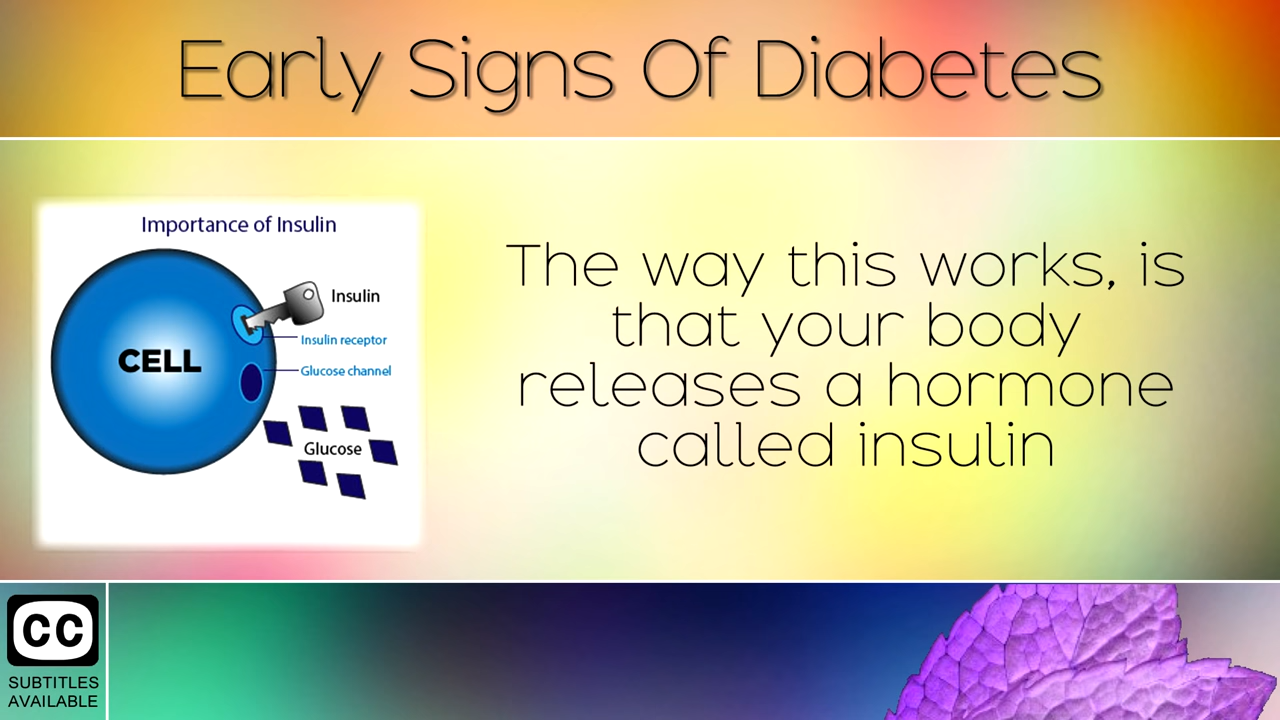 Early Signs Of Diabetes
Importance of Insulin
Insulin
Insulin receptor
CELL
Glucose channel
Glucose
The way this works, is
that your body
releases a hormone
called insulin
CC
SUBTITLES
AVAILABLE